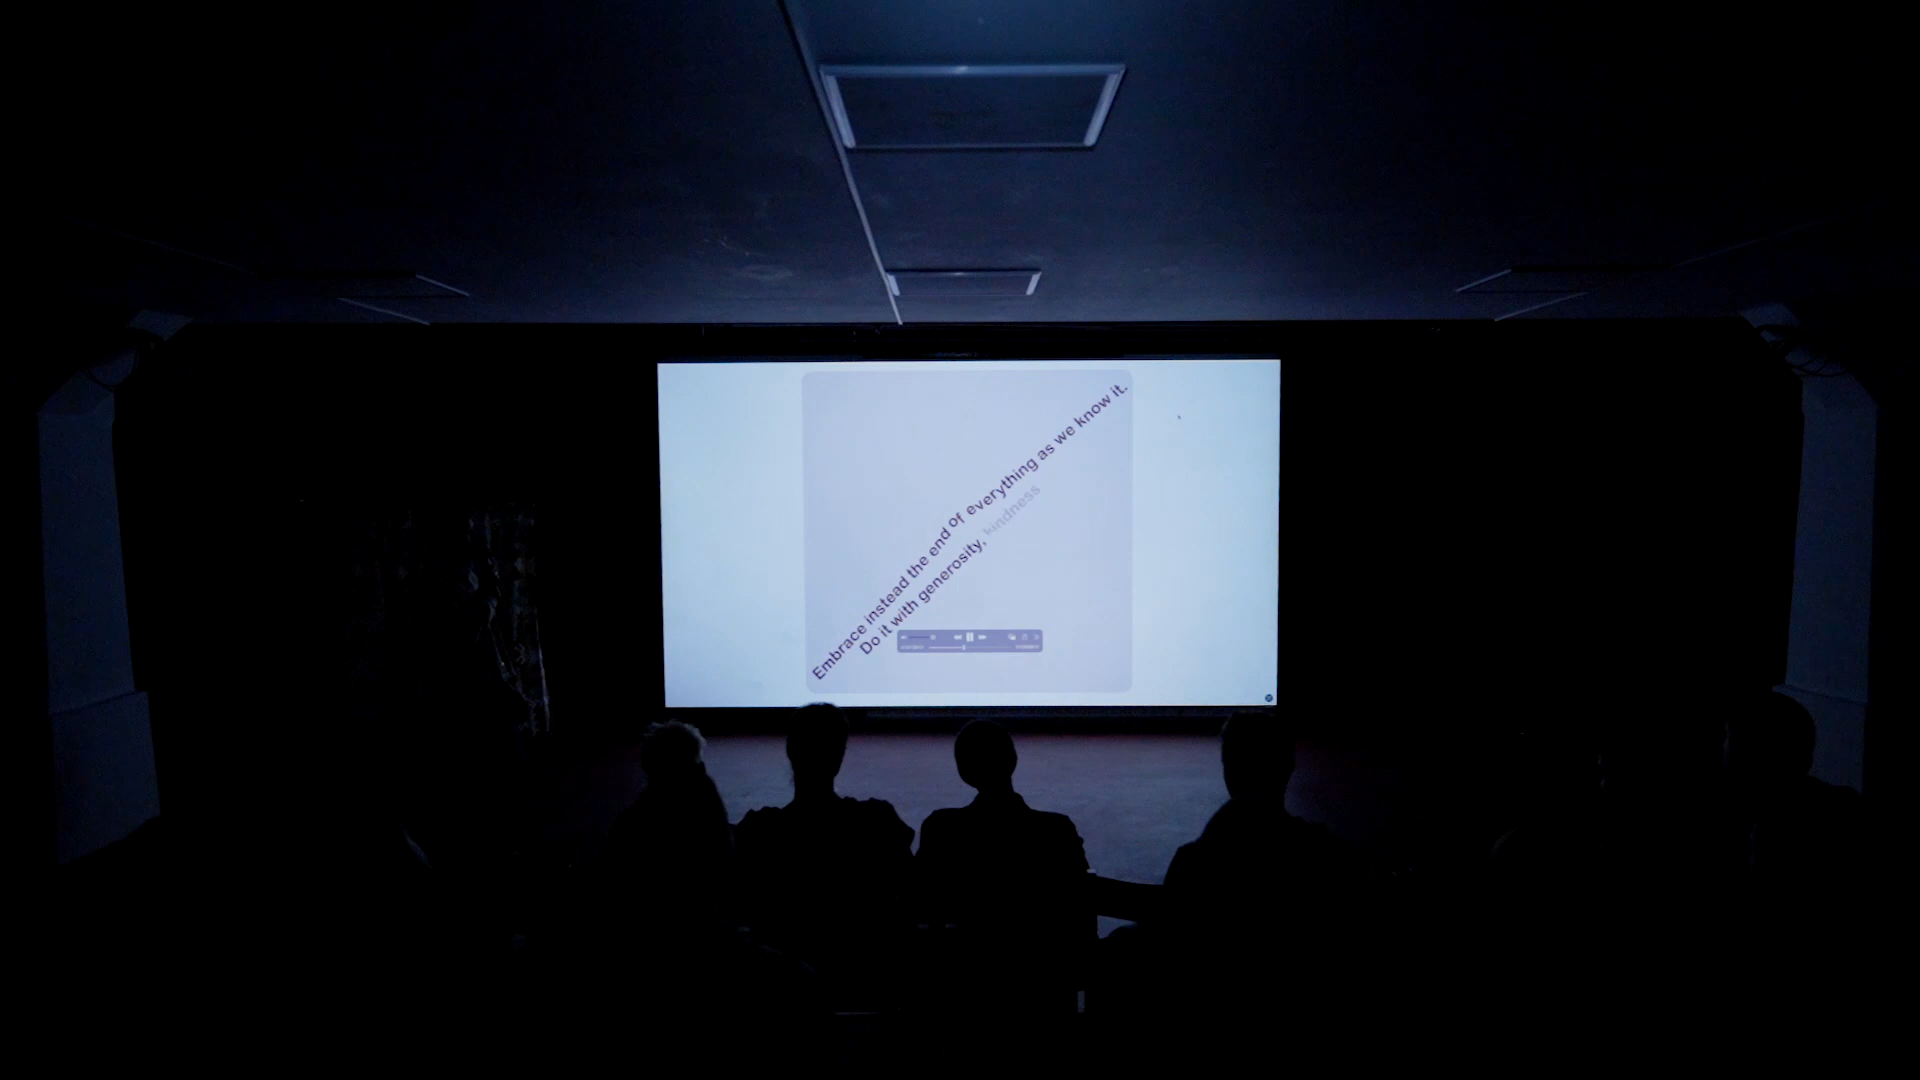 Embrace instead the end of everything as we know it.
Do it with generosity, kindness